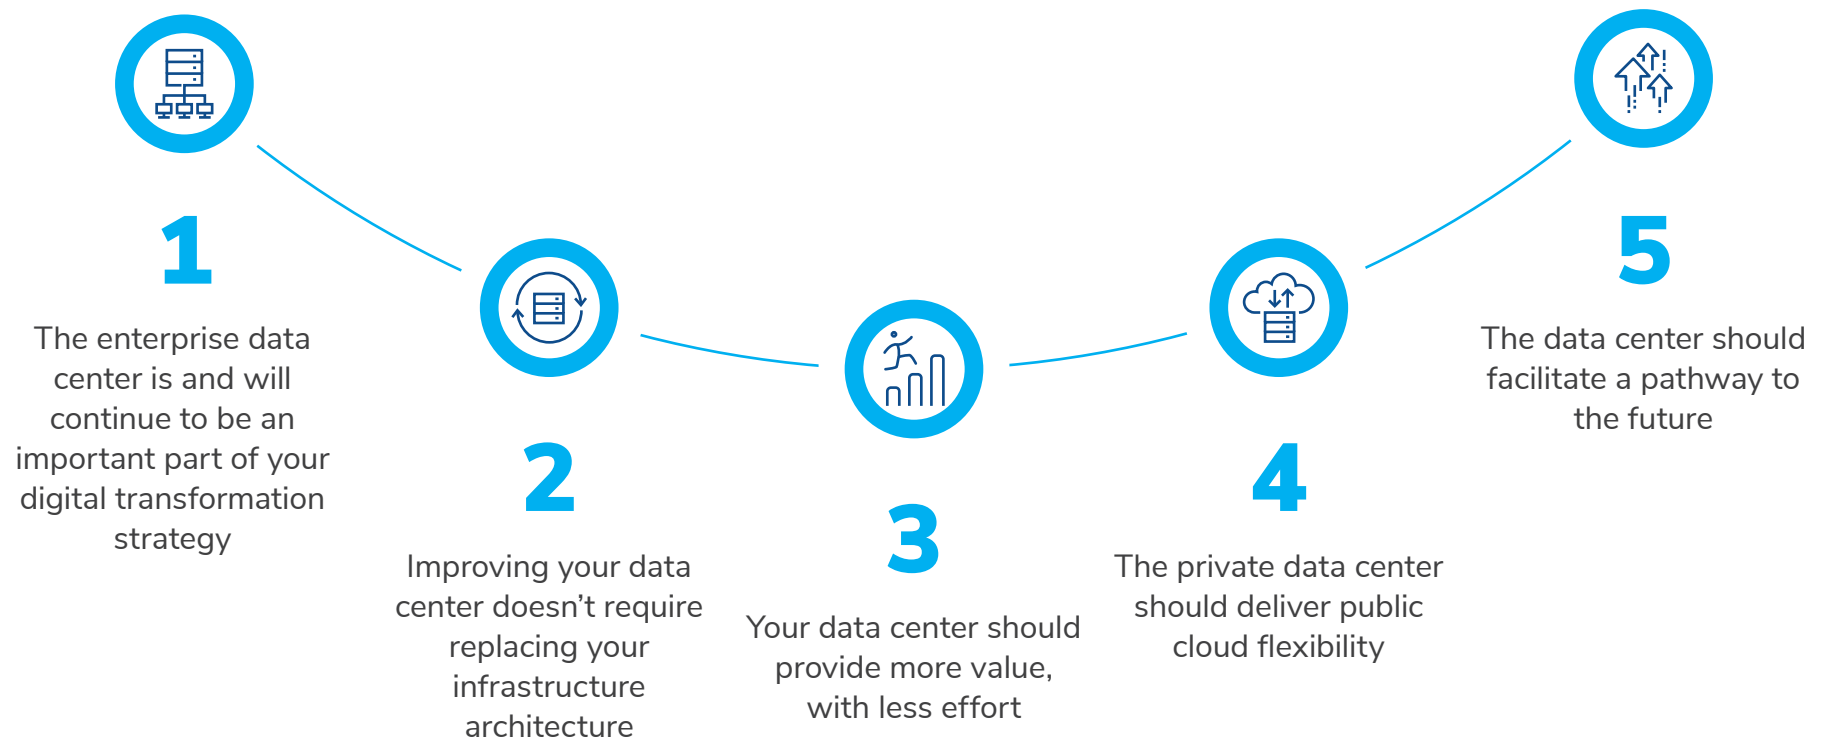 1
The enterprise data
center is and will
continue to be an
important part of your
digital transformation
strategy
2
Improving your data
center doesn’t require
replacing your
infrastructure
architecture
3
Your data center should
provide more value,
with less effort
4
The private data center
should deliver public
cloud flexibility
5
The data center should
facilitate a pathway to
the future